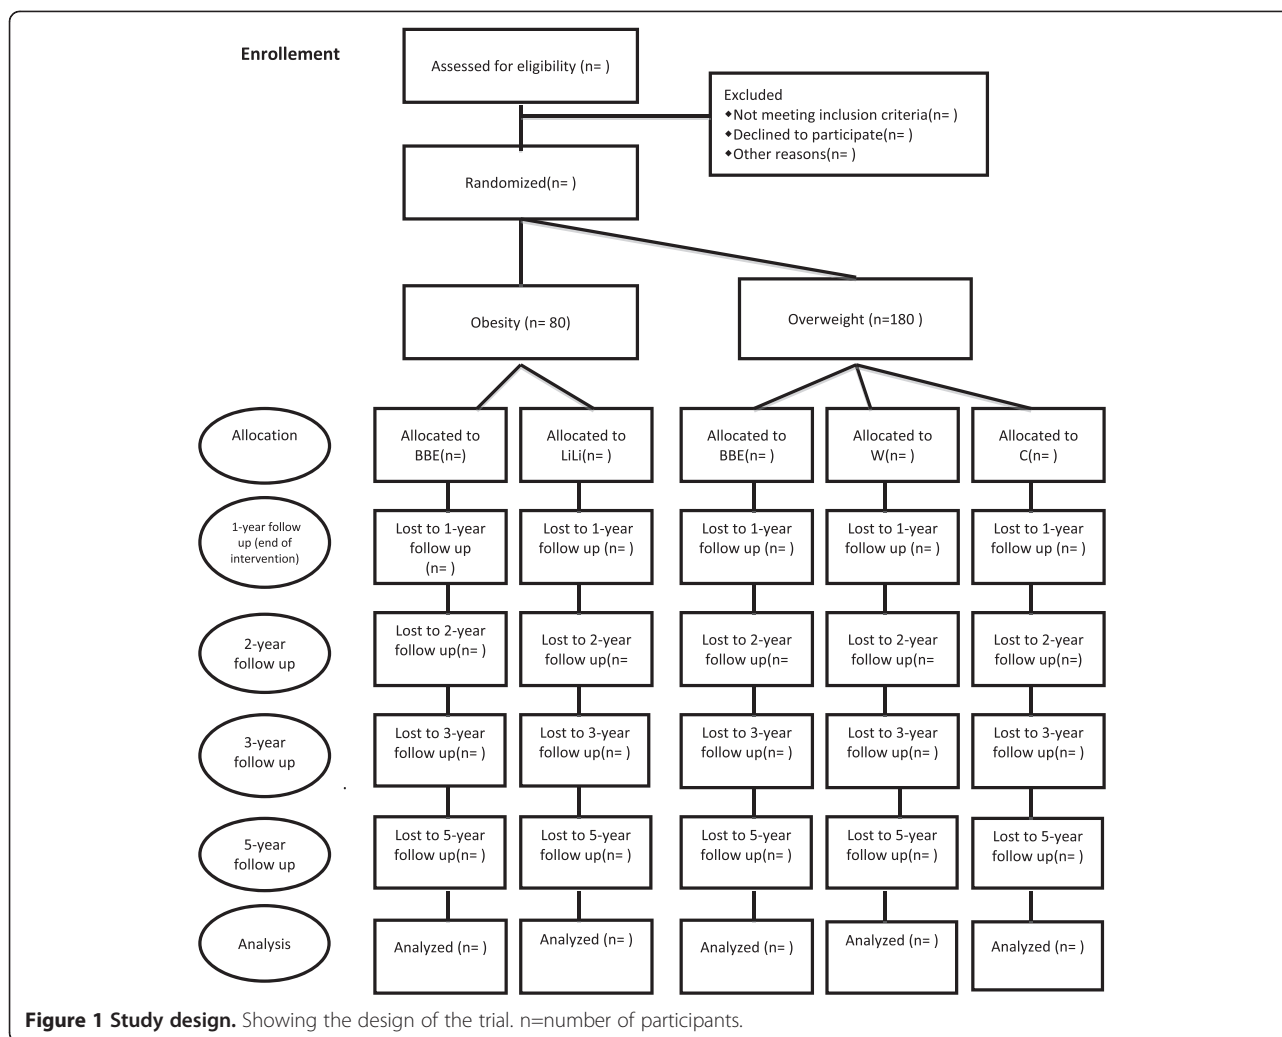 Enrollement
Assessed for eligibility (n= )
Excluded
◆Not meeting inclusion criteria(n= )
◆Declined to participate(n= )
◆Other reasons(n= )
Randomized(n= )
Obesity (n= 80)
Overweight (n=180 )
Allocation
Allocated to
BBE(n=)
Allocated to
LiLi(n= )
Allocated to
BBE(n= )
Allocated to
W(n= )
Allocated to
C(n= )
1-year follow
up (end of
intervention)
Lost to 1-year
follow up
(n= )
Lost to 1-year
follow up (n= )
Lost to 1-year
follow up (n= )
Lost to 1-year
follow up (n= )
Lost to 1-year
follow up (n= )
2-year
follow up
Lost to 2-year
follow up(n= )
Lost to 2-year
follow up(n=
Lost to 2-year
follow up(n=
Lost to 2-year
follow up(n=
Lost to 2-year
follow up(n=)
3-year
follow up
Lost to 3-year
follow up(n= )
Lost to 3-year
follow up(n= )
Lost to 3-year
follow up(n= )
Lost to 3-year
follow up(n= )
Lost to 3-year
follow up(n= )
.
5-year
follow up
Lost to 5-year
follow up(n= )
Lost to 5-year
follow up(n= )
Lost to 5-year
follow up(n= )
Lost to 5-year
follow up(n= )
Lost to 5-year
follow up(n= )
Analysis
Analyzed (n= )
Analyzed (n= )
Analyzed (n= )
Analyzed (n= )
Analyzed (n= )
Figure 1 Study design. Showing the design of the trial. n=number of participants.